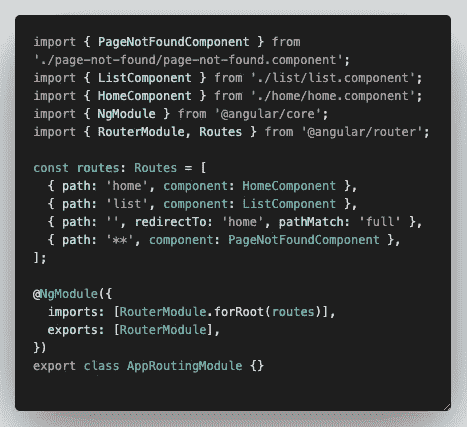 import { PageNotFoundComponent } from
'./page-not-found/page-not-found.component';
import { ListComponent } from './list/list.component';
import { HomeComponent } from './home/home.component';
import { NgModule } from '@angular/core';
import { RouterModule, Routes } from '@angular/router';

const routes: Routes = [
  { path: 'home', component: HomeComponent },
  { path: 'list', component: ListComponent },
  { path: '', redirectTo: 'home', pathMatch: 'full' },
  { path: '**', component: PageNotFoundComponent },
];

@NgModule({
  imports: [RouterModule.forRoot(routes)],
  exports: [RouterModule],
})
export class AppRoutingModule {}